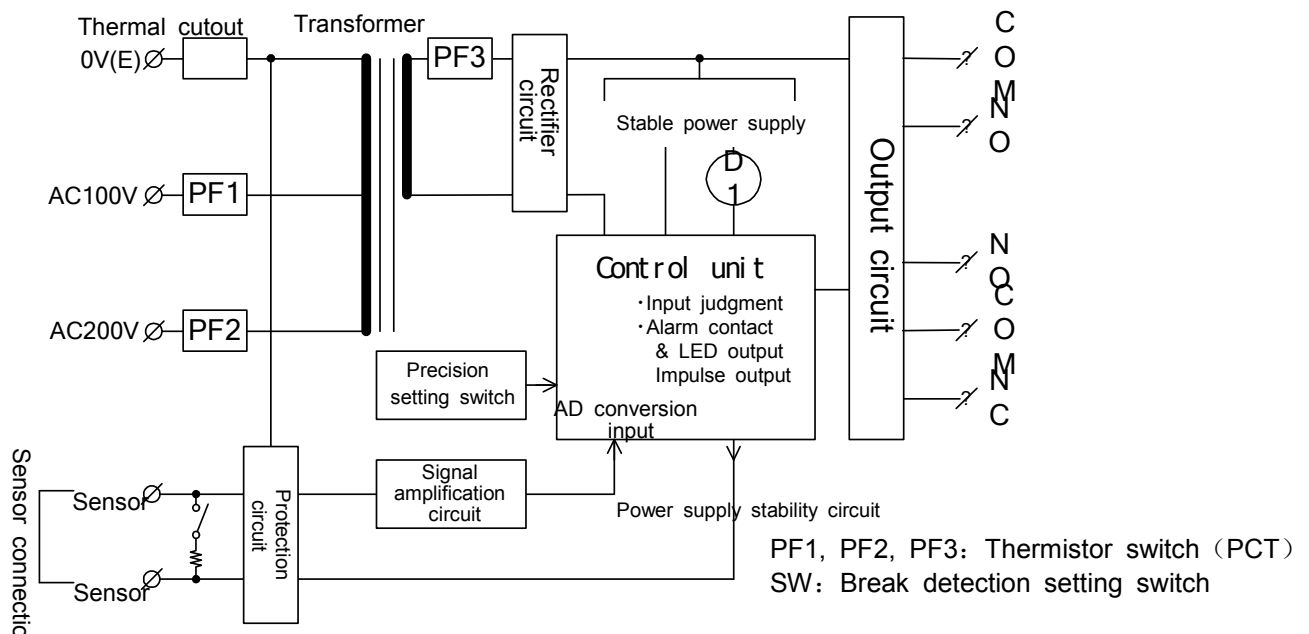 Thermal cutout
Transformer
0V(E)
PF3
Rectifier
circuit
Stable power supply
D
1
C
O
M
N
O
AC100V
PF1
Output circuit
Control unit
・Input judgment
・Alarm contact
& LED output
Impulse output
N
O
C
O
M
N
C
AC200V
PF2
Precision
setting switch
AD conversion
input
Sensor connectio
Sensor
Sensor
Protection
circuit
Signal
amplification
circuit
Power supply stability circuit
PF1, PF2, PF3: Thermistor switch（PCT）
SW: Break detection setting switch
?
?
?
?
?